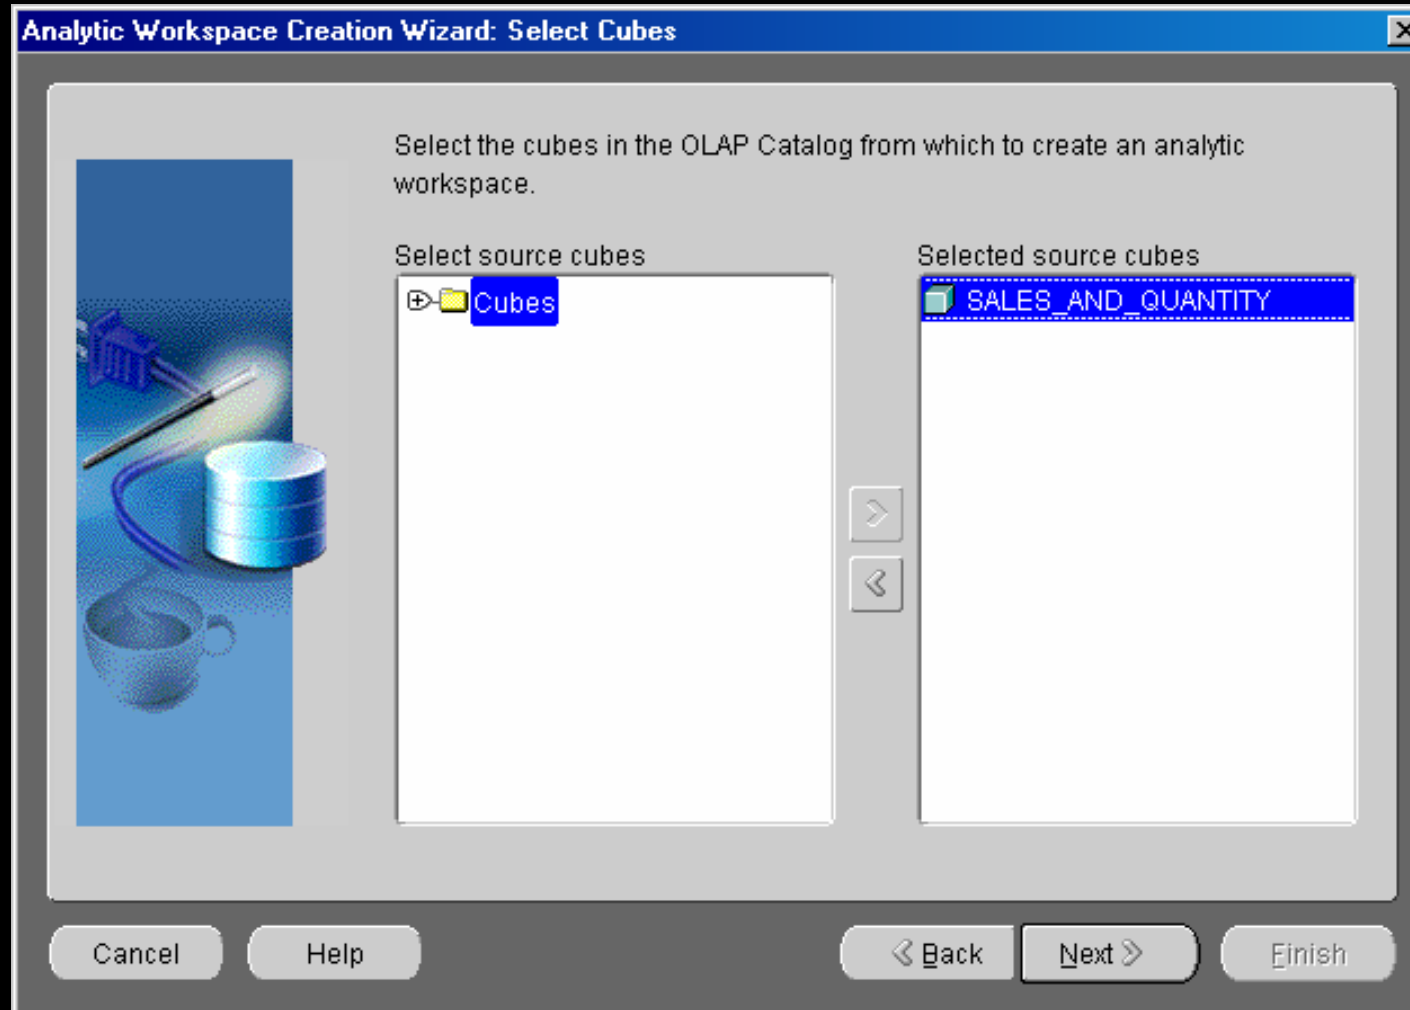 Analytic Workspace Creation Wizard: Select Cubes
Select the cubes in the OLAP Catalog from which to create an analytic
workspace.
Select source cubes
Cubes
Selected source cubes
SALES_AND_QUANTITY
Cancel
Help
Back
Next
Finish